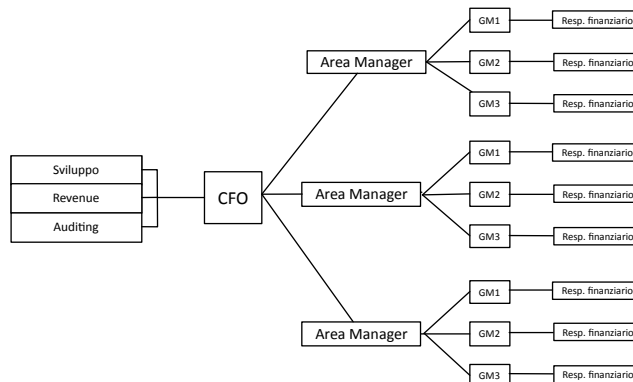 Sviluppo
Revenue
Auditing
CFO
Area Manager
GM1
Resp. finanziario
GM2
Resp. finanziario
GM3
Resp. finanziario
Area Manager
GM1
Resp. finanziario
GM2
Resp. finanziario
GM3
Resp. finanziario
Area Manager
GM1
Resp. finanziario
GM2
Resp. finanziario
GM3
Resp. finanziario